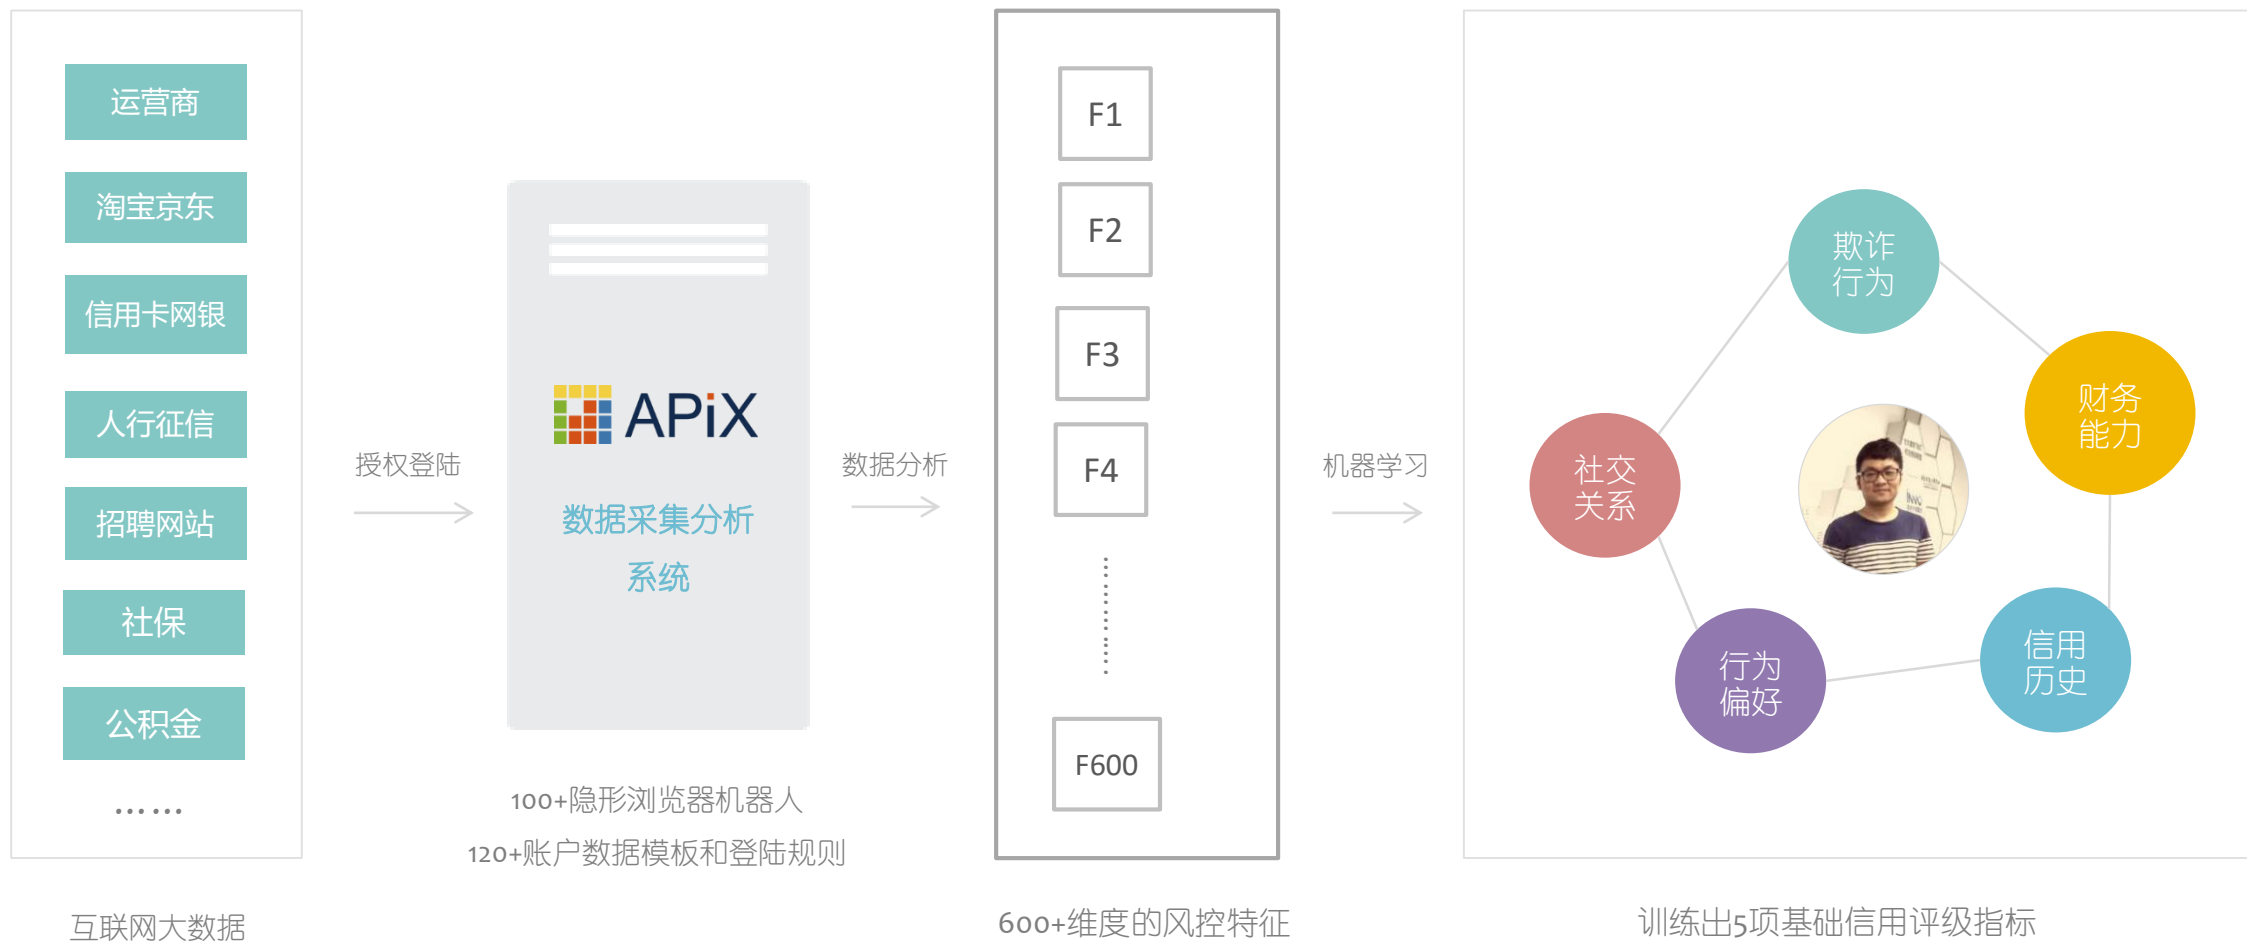 运营商
淘宝京东
信用卡网银
人行征信
招聘网站
社保
公积金
……
互联网大数据
授权登陆
APiX
数据采集分析
系统
100+隐形浏览器机器人
120+账户数据模板和登陆规则
数据分析
F1
F2
F3
F4
F600
600+维度的风控特征
机器学习
欺诈
行为
财务
能力
社交
关系
行为
偏好
信用
历史
训练出5项基础信用评级指标